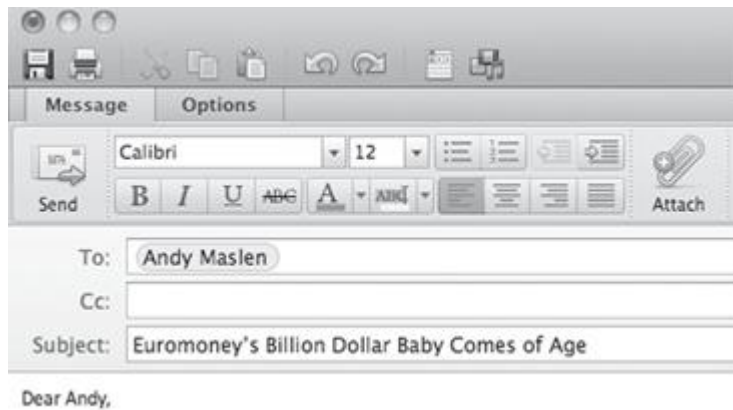 Message Options
Calibri 12
Send B I U ABC A ABC Attach
To: Andy Maslen
Cc:
Subject: Euromoney's Billion Dollar Baby Comes of Age
Dear Andy,